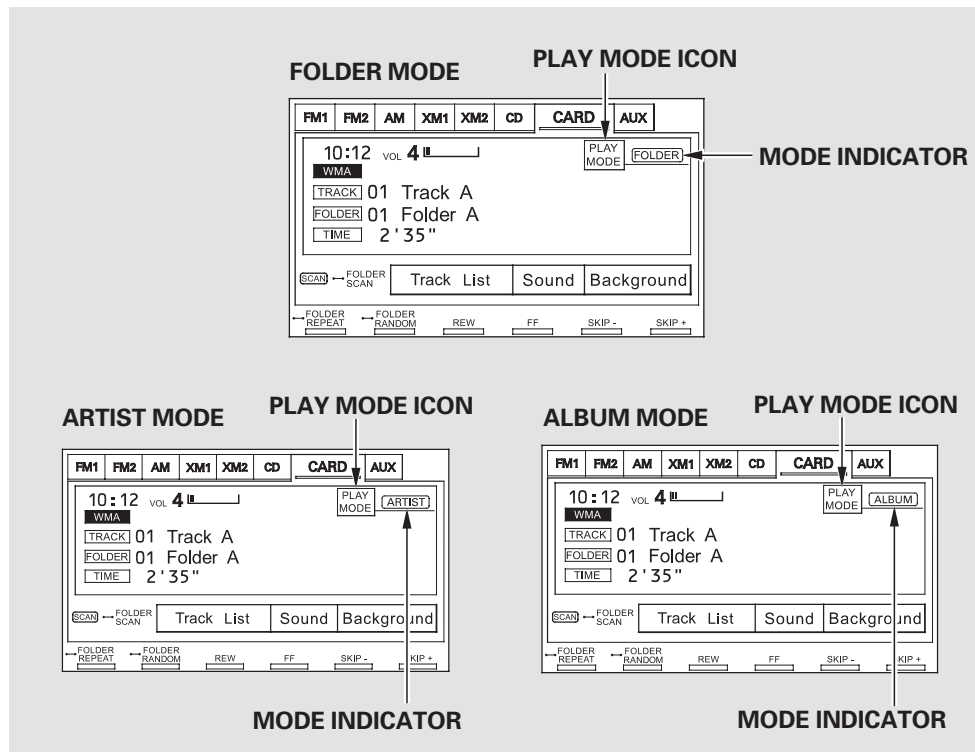 PLAY MODE ICON
FOLDER MODE
FM1 FM2 AM XM1 XM2 CD CARD AUX
10:12 VOL 4 PLAY MODE FOLDER
MODE INDICATOR
WMA
TRACK 01 Track A
FOLDER 01 Folder A
TIME 2'35"
SCAN FOLDER SCAN Track List Sound Background
FOLDER REPEAT FOLDER RANDOM REW FF SKIP - SKIP +
ARTIST MODE
PLAY MODE ICON
FM1 FM2 AM XM1 XM2 CD CARD AUX
10:12 VOL 4 PLAY MODE ARTIST
WMA
TRACK 01 Track A
FOLDER 01 Folder A
TIME 2'35"
SCAN FOLDER SCAN Track List Sound Background
FOLDER REPEAT FOLDER RANDOM REW FF SKIP - SKIP +
MODE INDICATOR
ALBUM MODE
PLAY MODE ICON
FM1 FM2 AM XM1 XM2 CD CARD AUX
10:12 VOL 4 PLAY MODE ALBUM
WMA
TRACK 01 Track A
FOLDER 01 Folder A
TIME 2'35"
SCAN FOLDER SCAN Track List Sound Background
FOLDER REPEAT FOLDER RANDOM REW FF SKIP - SKIP +
MODE INDICATOR